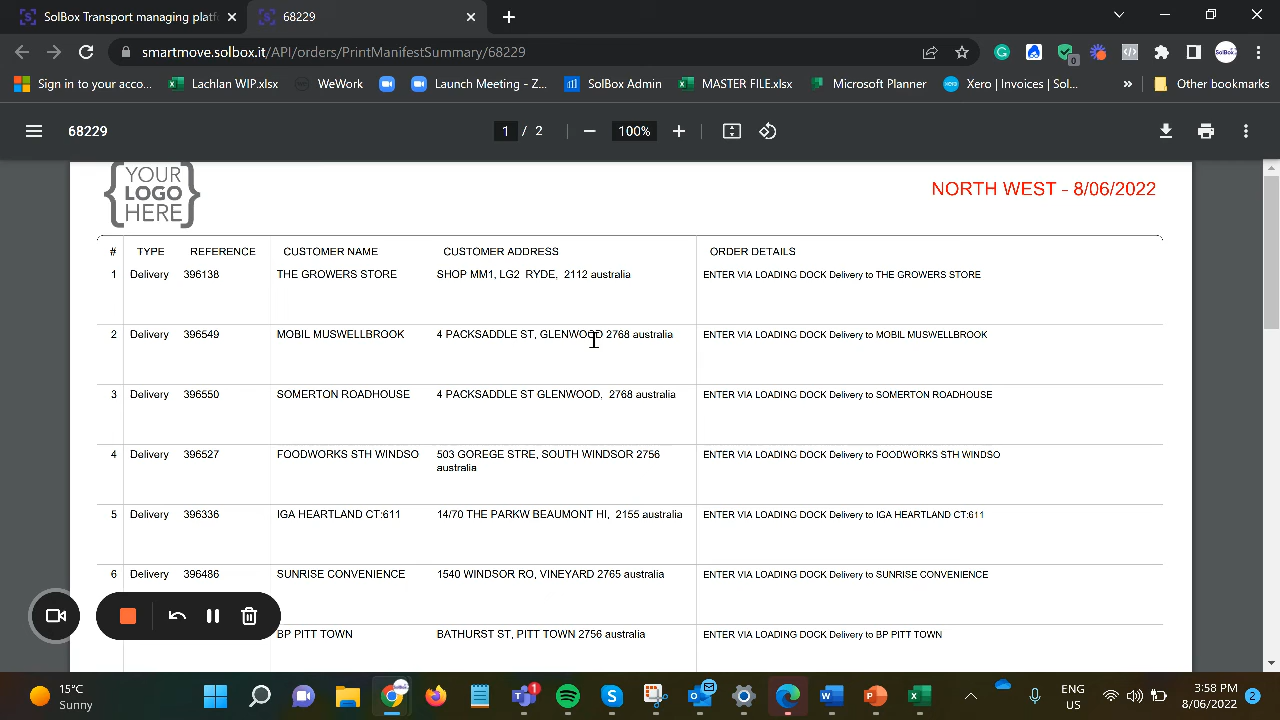 SolBox Transport managing platf
68229
smartmove.solbox.it/API/orders/PrintManifestSummary/68229
0
SolBox
Sign in to your acco...
Lachlan WIP.xlsx
WeWork
Launch Meeting - Z...
SolBox Admin
MASTER FILE.xlsx
Microsoft Planner
Xero | Invoices | Sol...
»
Other bookmarks
68229
1 / 2
100%
YOUR
LOGO
HERE
NORTH WEST - 8/06/2022
# TYPE REFERENCE CUSTOMER NAME CUSTOMER ADDRESS ORDER DETAILS
1 Delivery 396138 THE GROWERS STORE SHOP MM1, LG2 RYDE, 2112 australia ENTER VIA LOADING DOCK Delivery to THE GROWERS STORE
2 Delivery 396549 MOBIL MUSWELLBROOK 4 PACKSADDLE ST, GLENWOOD 2768 australia ENTER VIA LOADING DOCK Delivery to MOBIL MUSWELLBROOK
3 Delivery 396550 SOMERTON ROADHOUSE 4 PACKSADDLE ST GLENWOOD, 2768 australia ENTER VIA LOADING DOCK Delivery to SOMERTON ROADHOUSE
4 Delivery 396527 FOODWORKS STH WINDSO 503 GOREGE STRE, SOUTH WINDSOR 2756 ENTER VIA LOADING DOCK Delivery to FOODWORKS STH WINDSO
australia
5 Delivery 396336 IGA HEARTLAND CT:611 14/70 THE PARKW BEAUMONT HI, 2155 australia ENTER VIA LOADING DOCK Delivery to IGA HEARTLAND CT:611
6 Delivery 396486 SUNRISE CONVENIENCE 1540 WINDSOR RO, VINEYARD 2765 australia ENTER VIA LOADING DOCK Delivery to SUNRISE CONVENIENCE
BP PITT TOWN BATHURST ST, PITT TOWN 2756 australia ENTER VIA LOADING DOCK Delivery to BP PITT TOWN
15°C
Sunny
1
ENG
US
3:58 PM
8/06/2022
2